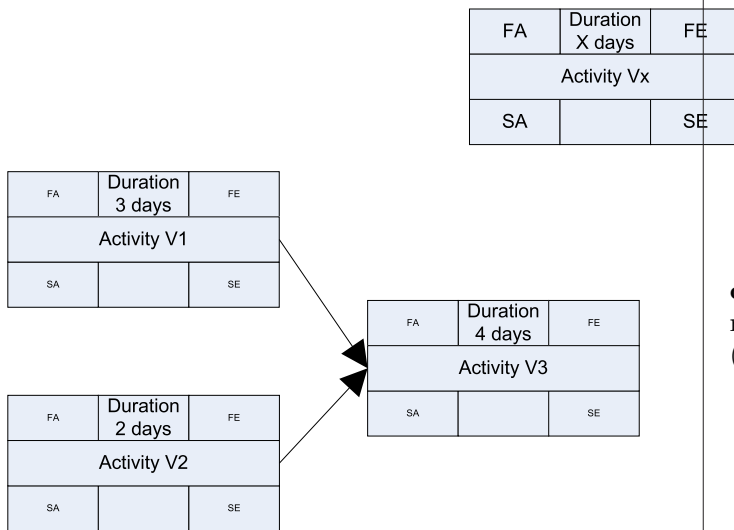 FA Duration X days FE
Activity Vx
SA SE
FA Duration 3 days FE
Activity V1
SA SE
FA Duration 4 days FE
Activity V3
SA SE
FA Duration 2 days FE
Activity V2
SA SE
(